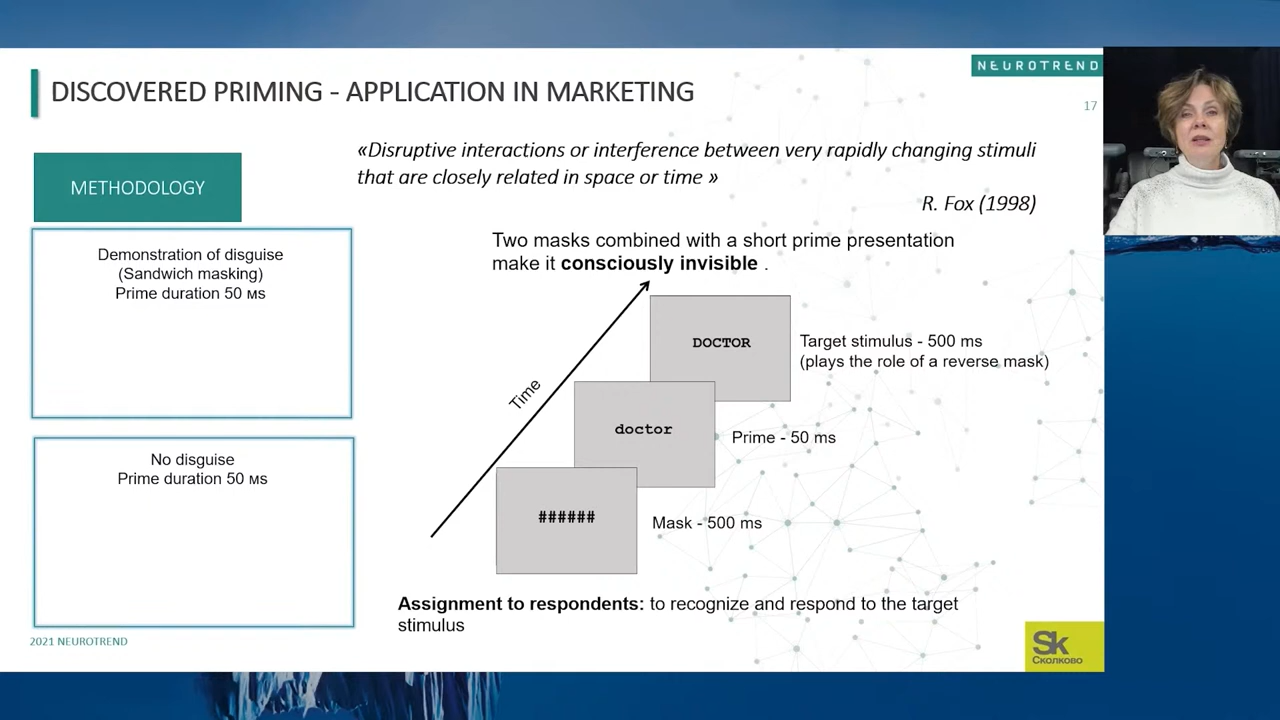 NEUROTREND
DISCOVERED PRIMING - APPLICATION IN MARKETING
17
«Disruptive interactions or interference between very rapidly changing stimuli
that are closely related in space or time »
R. Fox (1998)
METHODOLOGY
Demonstration of disguise
(Sandwich masking)
Prime duration 50 мs
No disguise
Prime duration 50 мs
Two masks combined with a short prime presentation
make it consciously invisible .
Time
DOCTOR
Target stimulus - 500 ms
(plays the role of a reverse mask)
doctor
Prime - 50 ms
######
Mask - 500 ms
Assignment to respondents: to recognize and respond to the target
stimulus
2021 NEUROTREND
Sk
Сколково